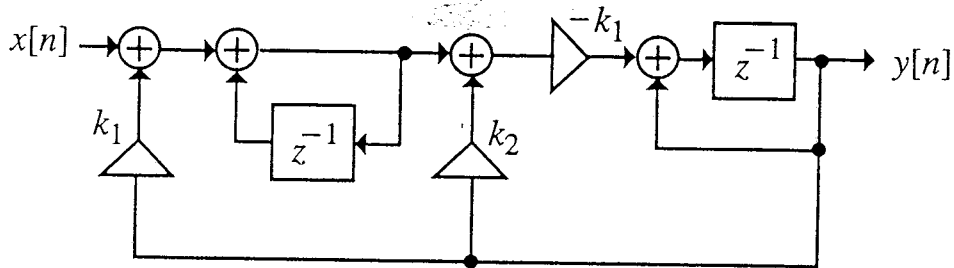 x[n]
−k₁
z⁻¹
y[n]
k₁
z⁻¹
k₂